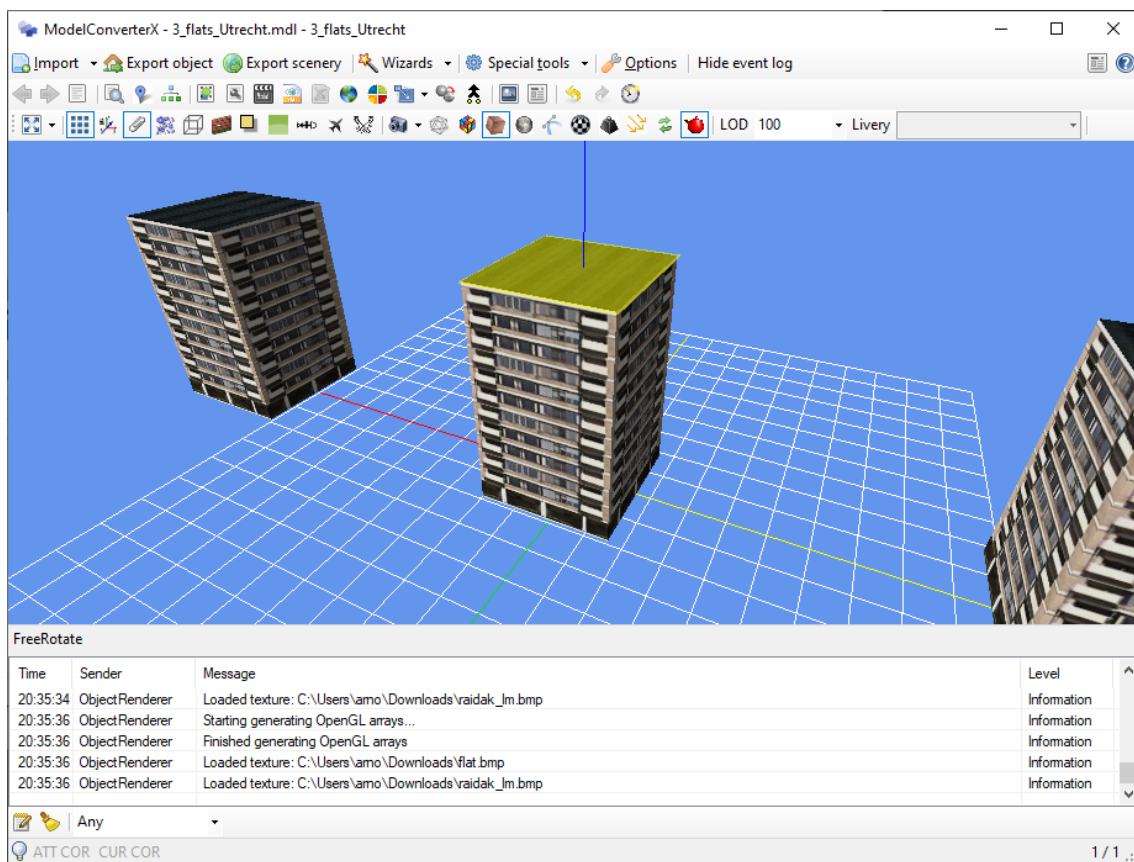 ModelConverterX - 3_flats_Utrecht.mdl - 3_flats_Utrecht
Import Export object Export scenery Wizards Special tools Options Hide event log
LOD 100 Livery
FreeRotate
Time Sender Message Level
20:35:34 ObjectRenderer Loaded texture: C:\Users\arno\Downloads\raidak_lm.bmp Information
20:35:36 ObjectRenderer Starting generating OpenGL arrays... Information
20:35:36 ObjectRenderer Finished generating OpenGL arrays Information
20:35:36 ObjectRenderer Loaded texture: C:\Users\arno\Downloads\flat.bmp Information
20:35:36 ObjectRenderer Loaded texture: C:\Users\arno\Downloads\raidak_lm.bmp Information
Any
ATT COR CUR COR 1 / 1